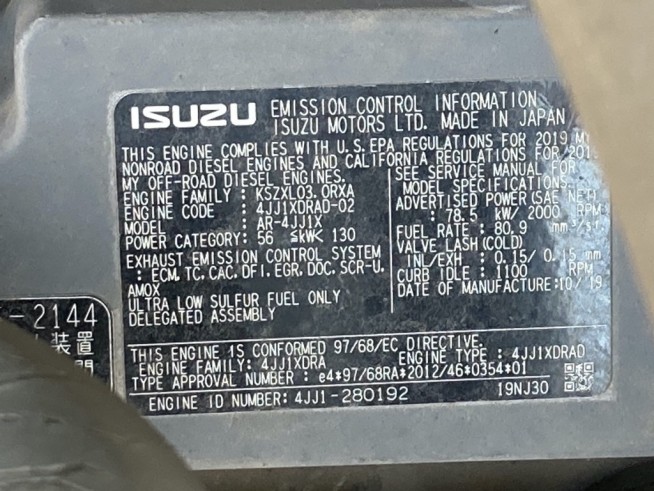 ISUZU EMISSION CONTROL INFORMATION
ISUZU MOTORS LTD. MADE IN JAPAN
THIS ENGINE COMPLIES WITH U.S. EPA REGULATIONS FOR 2019 MY
NONROAD DIESEL ENGINES AND CALIFORNIA REGULATIONS FOR
MY OFF-ROAD DIESEL ENGINES.
ENGINE FAMILY : KSZXL03.0RXA
ENGINE CODE : 4JJ1XDRAD-02
MODEL : AR-4JJ1X
POWER CATEGORY: 56 ≦kW< 130
EXHAUST EMISSION CONTROL SYSTEM
: ECM, TC, CAC, DFI, EGR, DOC, SCR-U,
AMOX
ULTRA LOW SULFUR FUEL ONLY
DELEGATED ASSEMBLY
SEE SERVICE MANUAL FOR
MODEL SPECIFICATIONS.
ADVERTISED POWER (SAE NET)
: 78.5 kW/ 2000 RPM
FUEL RATE : 80.9 mm³/st.
VALVE LASH (COLD)
INL/EXH : 0.15/ 0.15 mm
CURB IDLE : 1100 RPM
DATE OF MANUFACTURE:10/ 19
THIS ENGINE IS CONFORMED 97/68/EC DIRECTIVE.
ENGINE FAMILY: 4JJ1XDRA ENGINE TYPE : 4JJ1XDRAD
TYPE APPROVAL NUMBER : e4*97/68RA*2012/46*0354*01
ENGINE ID NUMBER: 4JJ1-280192 19NJ30
-2144
装置